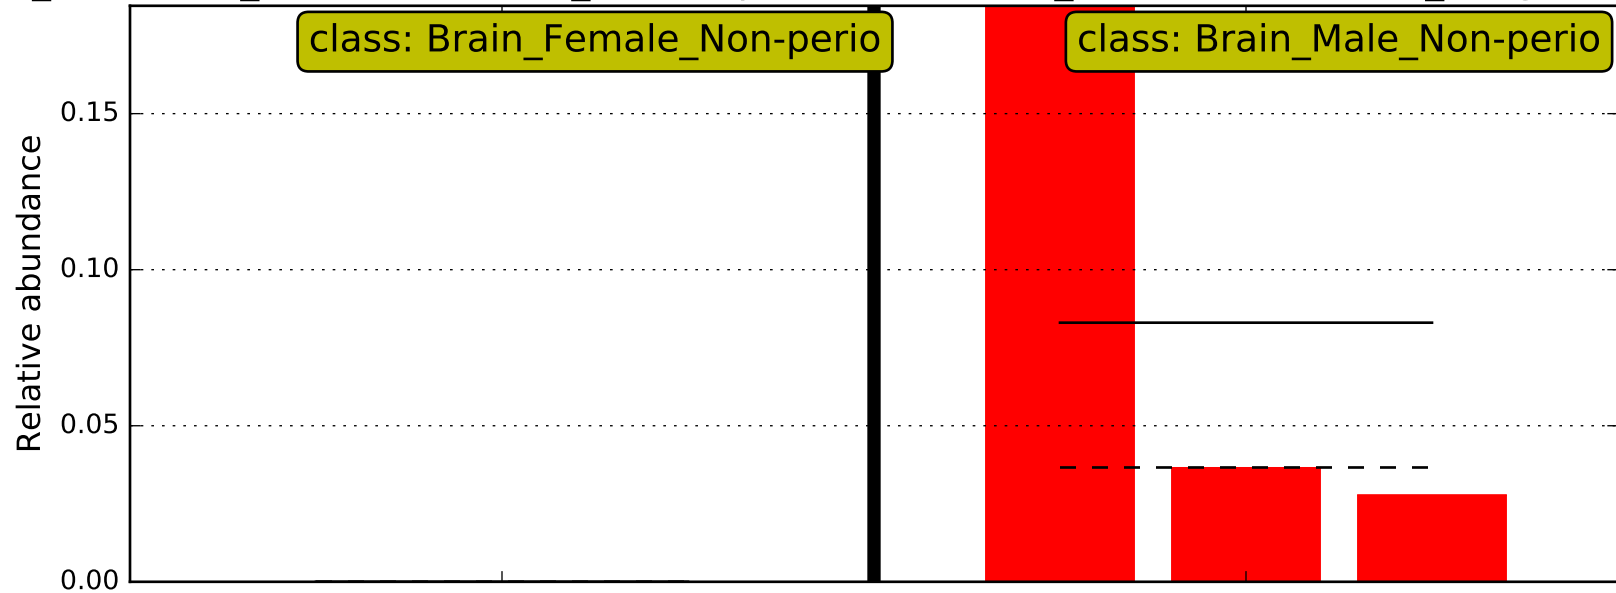 class: Brain_Female_Non-perio
class: Brain_Male_Non-perio
0.15
0.10
0.05
0.00
Relative abundance